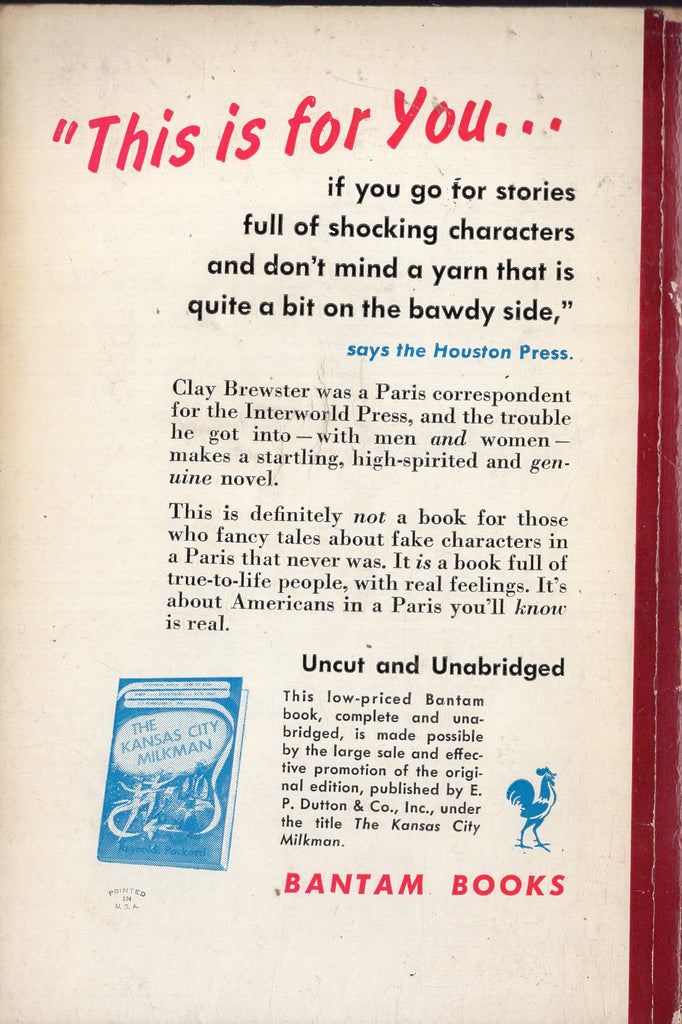 "This is for You...
if you go for stories
full of shocking characters
and don't mind a yarn that is
quite a bit on the bawdy side,"
says the Houston Press.
Clay Brewster was a Paris correspondent
for the Interworld Press, and the trouble
he got into — with men and women —
makes a startling, high-spirited and gen-
uine novel.
This is definitely not a book for those
who fancy tales about fake characters in
a Paris that never was. It is a book full of
true-to-life people, with real feelings. It's
about Americans in a Paris you'll know
is real.
Uncut and Unabridged
This low-priced Bantam
book, complete and una-
bridged, is made possible
by the large sale and effec-
tive promotion of the origi-
nal edition, published by E.
P. Dutton & Co., Inc., under
the title The Kansas City
Milkman.
THE
KANSAS CITY
MILKMAN
Reynolds Packard
BANTAM BOOKS
PRINTED
IN
U. S. A.